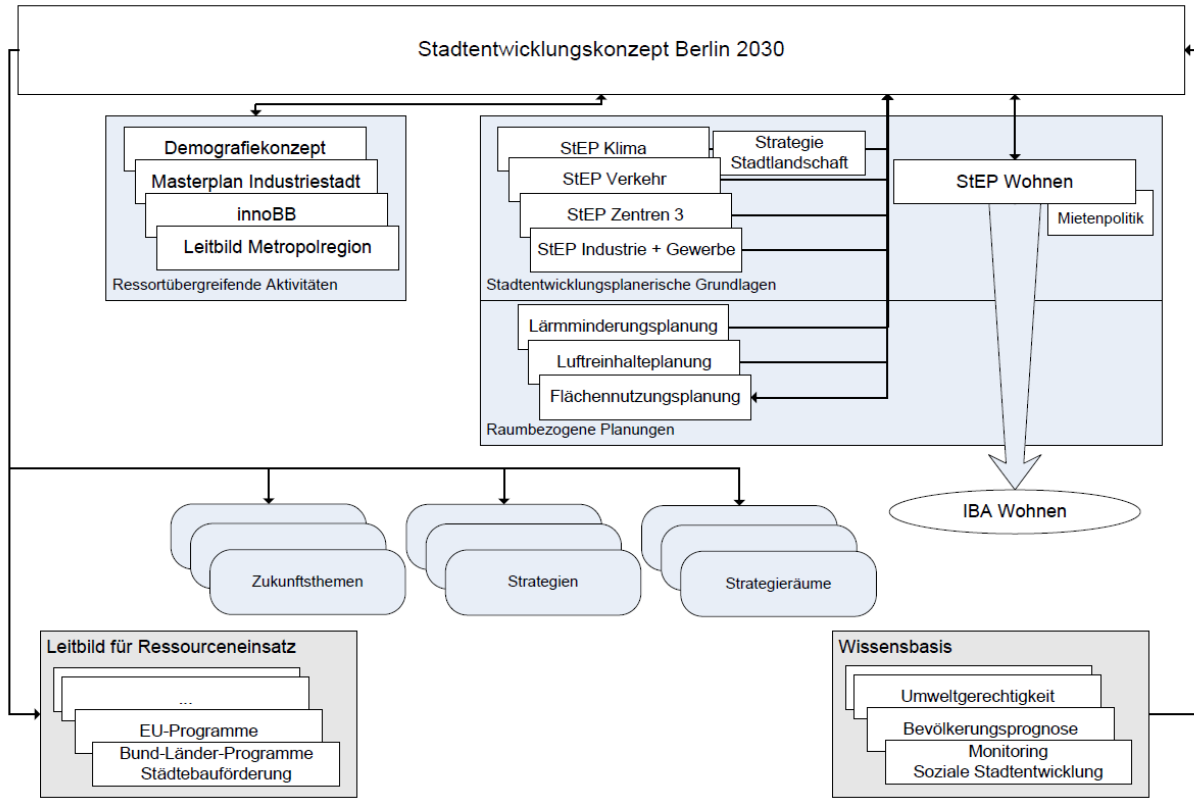 Stadtentwicklungskonzept Berlin 2030
Demografiekonzept
Masterplan Industriestadt
innoBB
Leitbild Metropolregion
Ressortübergreifende Aktivitäten
StEP Klima
Strategie
Stadtlandschaft
StEP Verkehr
StEP Zentren 3
StEP Industrie + Gewerbe
Stadtentwicklungsplanerische Grundlagen
StEP Wohnen
Mietenpolitik
Lärmminderungsplanung
Luftreinhalteplanung
Flächennutzungsplanung
Raumbezogene Planungen
IBA Wohnen
Zukunftsthemen
Strategien
Strategieräume
Leitbild für Ressourceneinsatz
...
EU-Programme
Bund-Länder-Programme
Städtebauförderung
Wissensbasis
Umweltgerechtigkeit
Bevölkerungsprognose
Monitoring
Soziale Stadtentwicklung